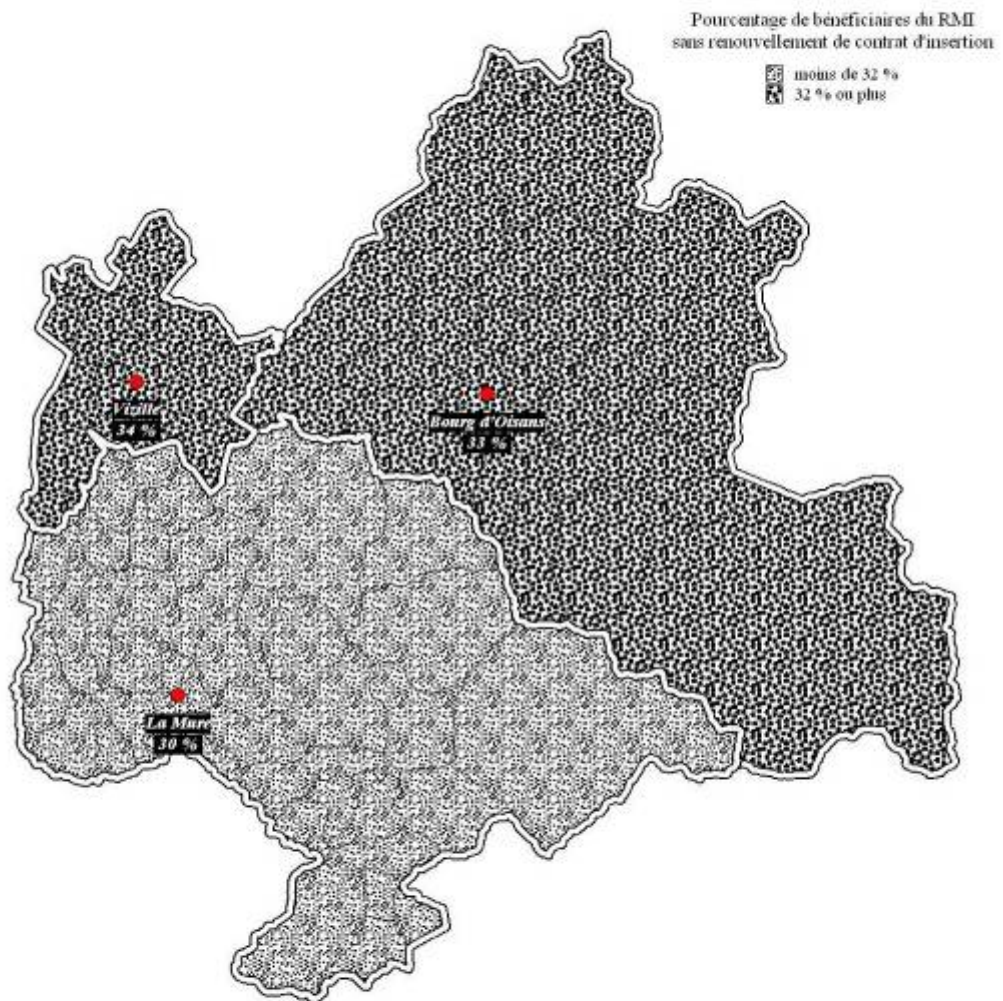 Pourcentage de bénéficiaires du RMI
sans renouvellement de contrat d'insertion
moins de 32 %
32 % ou plus
Vizille
34 %
Bourg d'Oisans
33 %
La Mure
30 %